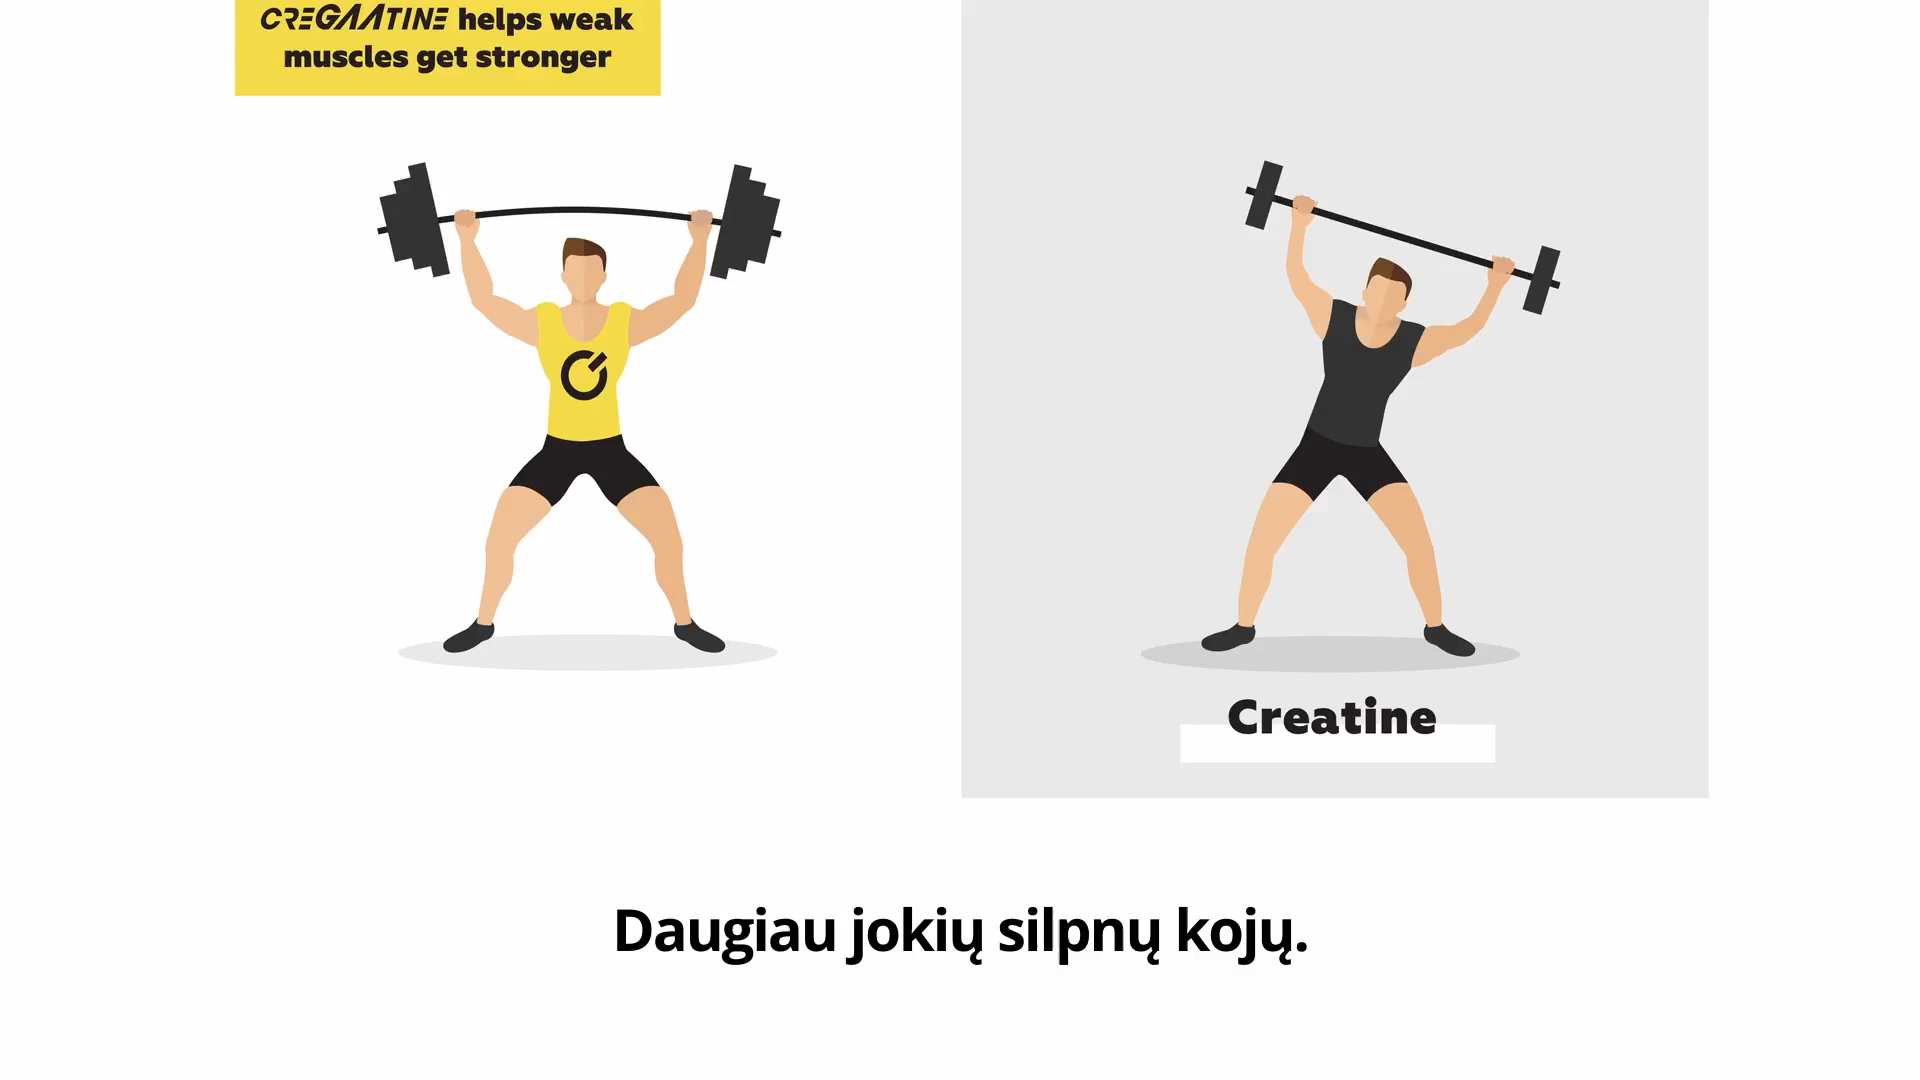 CREGAATINE helps weak
muscles get stronger
Creatine
Daugiau jokių silpnų kojų.